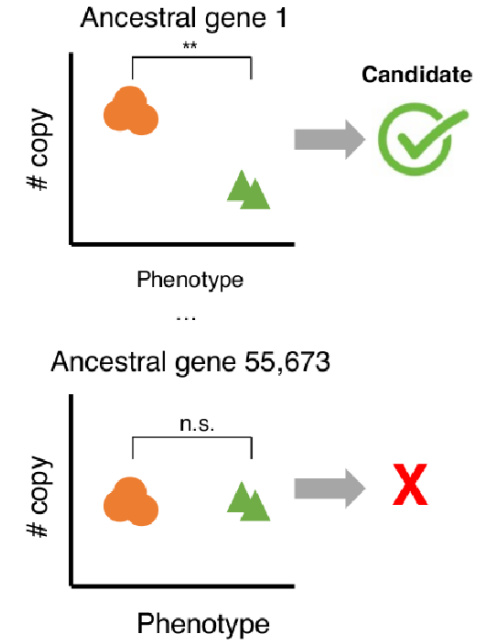 Ancestral gene 1
**
Candidate
# copy
Phenotype
...
Ancestral gene 55,673
n.s.
# copy
X
Phenotype